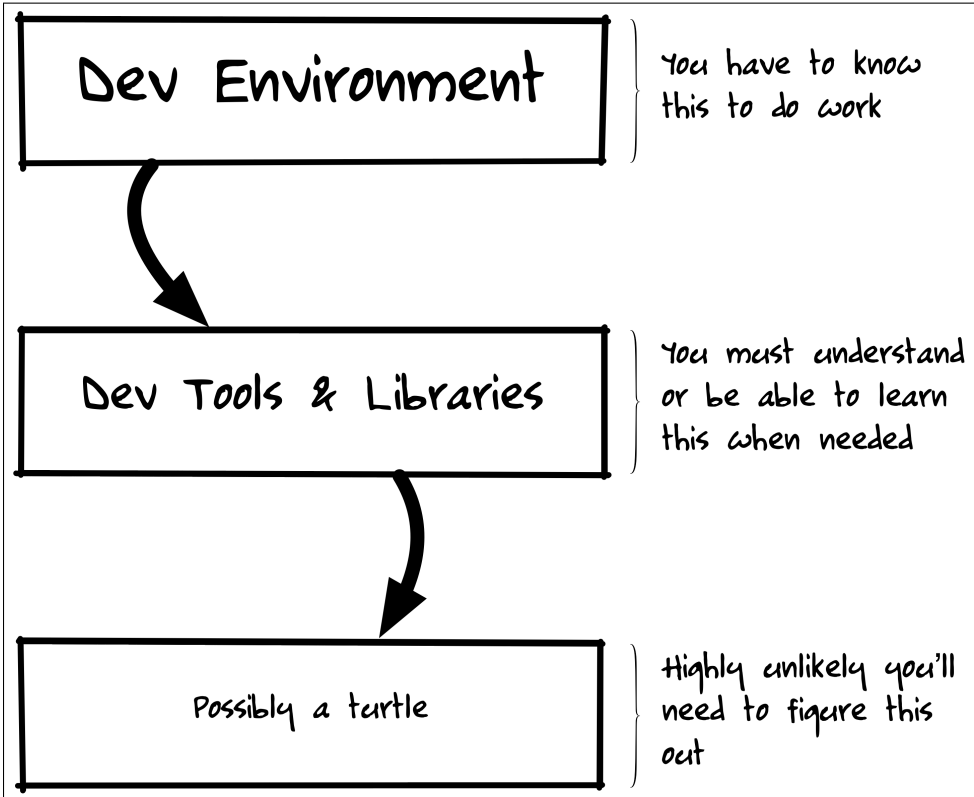 Dev Environment
You have to know
this to do work
Dev Tools & Libraries
You must understand
or be able to learn
this when needed
Possibly a turtle
Highly unlikely you'll
need to figure this
out